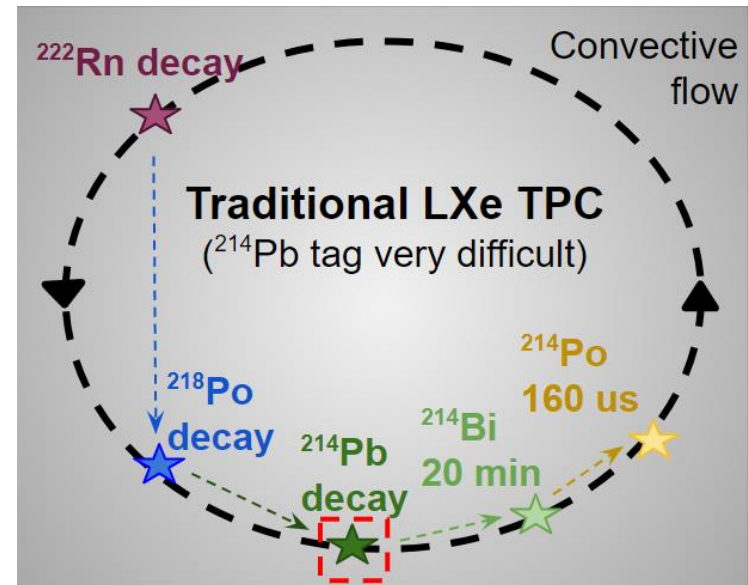 ²²²Rn decay
Convective
flow
Traditional LXe TPC
(²¹⁴Pb tag very difficult)
²¹⁸Po
decay
²¹⁴Pb
decay
²¹⁴Bi
20 min
²¹⁴Po
160 us